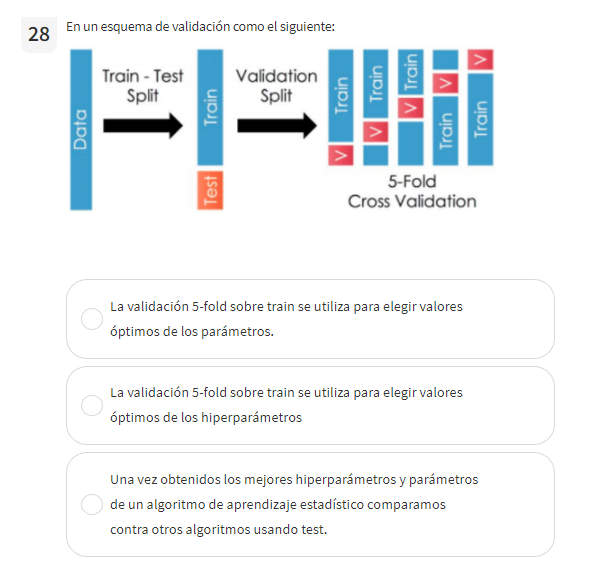 28
En un esquema de validación como el siguiente:
Data
Train - Test
Split
Train
Test
Validation
Split
Train
V
Train
V
Train
V
V
Train
V
Train
5-Fold
Cross Validation
La validación 5-fold sobre train se utiliza para elegir valores
óptimos de los parámetros.
La validación 5-fold sobre train se utiliza para elegir valores
óptimos de los hiperparámetros
Una vez obtenidos los mejores hiperparámetros y parámetros
de un algoritmo de aprendizaje estadístico comparamos
contra otros algoritmos usando test.